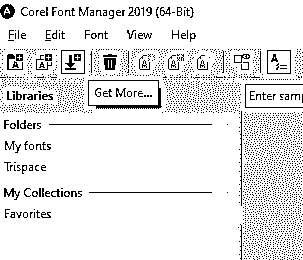 Corel Font Manager 2019 (64-Bit)
File Edit Font View Help
Libraries
Get More...
Enter samp
Folders
My fonts
Trispace
My Collections
Favorites